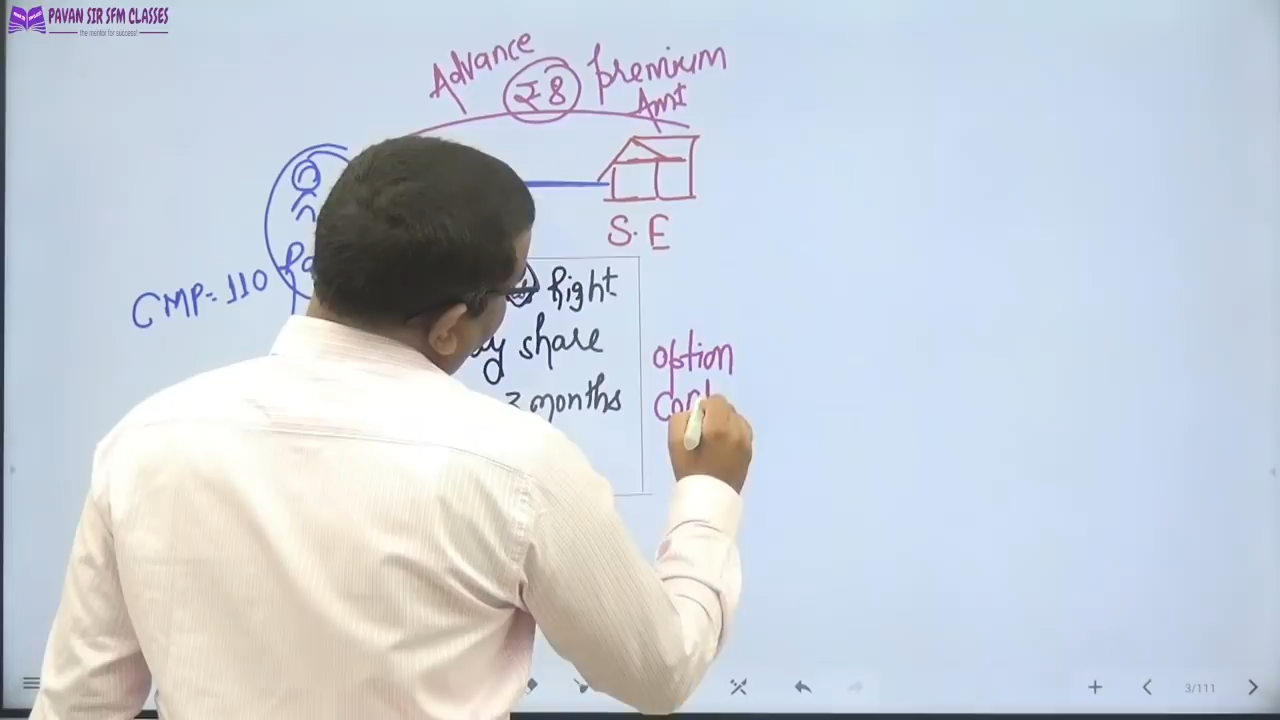 PAVAN SIR SFM CLASSES
the mentor for success!
Advance ₹8 premium
Amt
S.E
CMP=110
hight
share
3 months
option
3/111